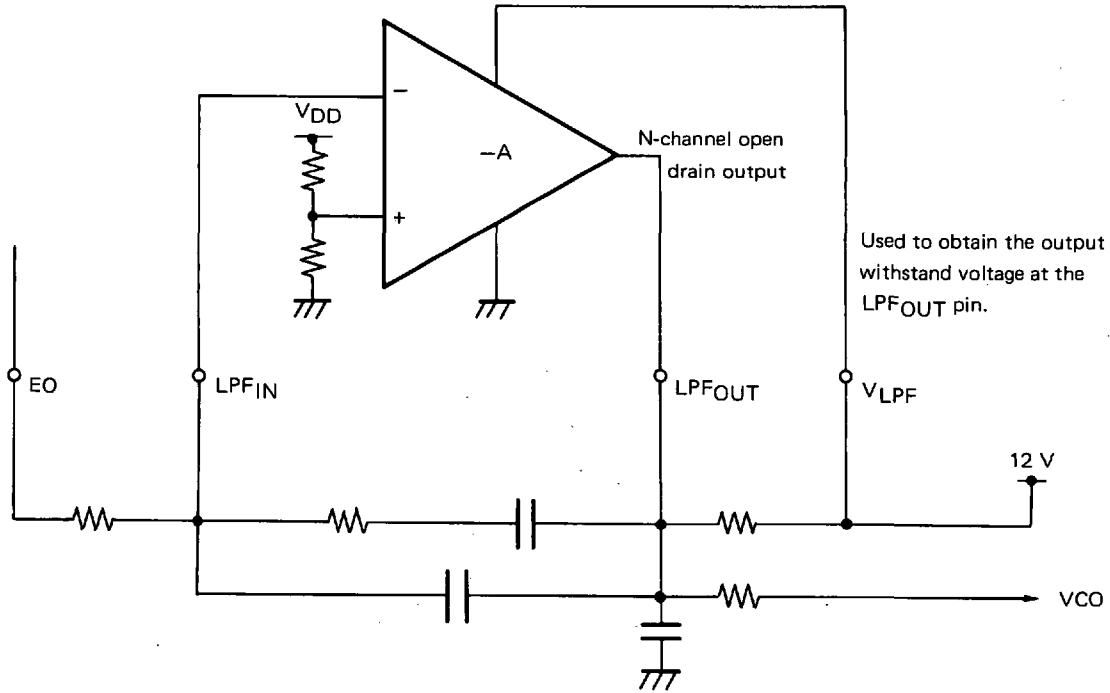 −
VDD
−A
N-channel open
drain output
+
Used to obtain the output
withstand voltage at the
LPFOUT pin.
EO
LPFIN
LPFOUT
VLPF
12 V
VCO